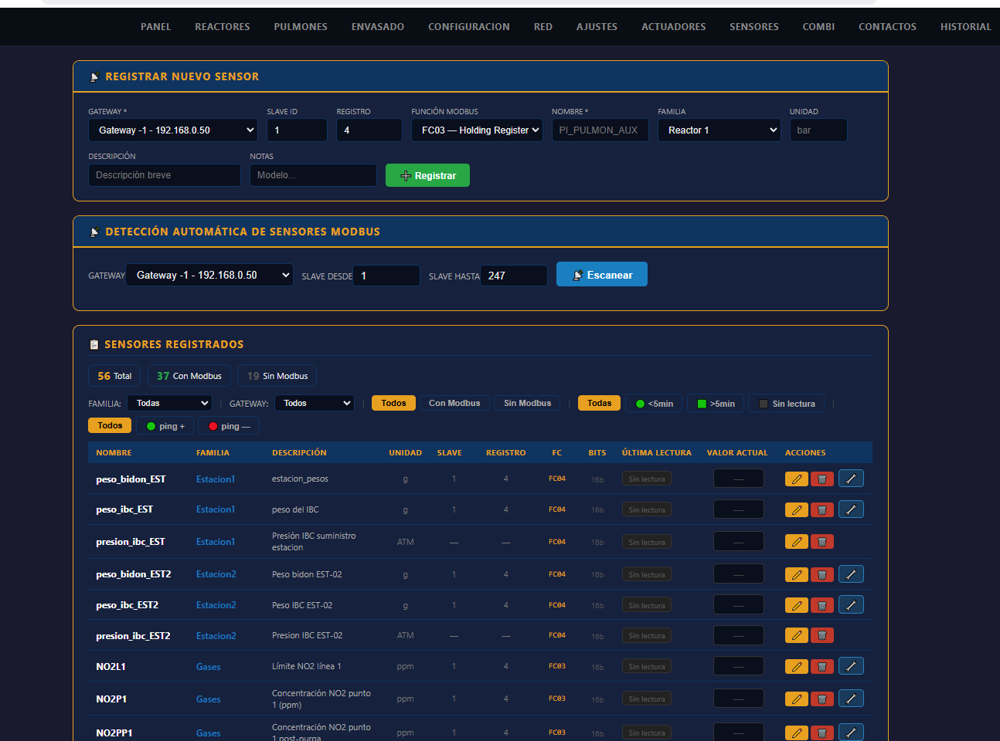 PANEL REACTORES PULMONES ENVASADO CONFIGURACION RED AJUSTES ACTUADORES SENSORES COMBI CONTACTOS HISTORIAL
REGISTRAR NUEVO SENSOR
GATEWAY * SLAVE ID REGISTRO FUNCIÓN MODBUS NOMBRE * FAMILIA UNIDAD
Gateway -1 - 192.168.0.50 1 4 FC03 — Holding Register PI_PULMON_AUX Reactor 1 bar
DESCRIPCIÓN NOTAS
Descripción breve Modelo... Registrar
DETECCIÓN AUTOMÁTICA DE SENSORES MODBUS
GATEWAY Gateway -1 - 192.168.0.50 SLAVE DESDE 1 SLAVE HASTA 247 Escanear
SENSORES REGISTRADOS
56 Total 37 Con Modbus 19 Sin Modbus
FAMILIA: Todas | GATEWAY: Todos | Todos Con Modbus Sin Modbus | Todas <5min >5min Sin lectura |
Todos ping + ping —
NOMBRE FAMILIA DESCRIPCIÓN UNIDAD SLAVE REGISTRO FC BITS ÚLTIMA LECTURA VALOR ACTUAL ACCIONES
peso_bidon_EST Estacion1 estacion_pesos g 1 4 FC04 16b Sin lectura —
peso_ibc_EST Estacion1 peso del IBC g 1 4 FC04 16b Sin lectura —
presion_ibc_EST Estacion1 Presión IBC suministro estacion ATM — — FC04 16b Sin lectura —
peso_bidon_EST2 Estacion2 Peso bidon EST-02 g 1 4 FC04 16b Sin lectura —
peso_ibc_EST2 Estacion2 Peso IBC EST-02 g 1 4 FC04 16b Sin lectura —
presion_ibc_EST2 Estacion2 Presion IBC EST-02 ATM — — FC04 16b Sin lectura —
NO2L1 Gases Límite NO2 línea 1 ppm 1 4 FC03 16b Sin lectura —
NO2P1 Gases Concentración NO2 punto 1 (ppm) ppm 1 4 FC03 16b Sin lectura —
NO2PP1 Gases Concentración NO2 punto 1 post-purga ppm 1 4 FC03 16b Sin lectura —